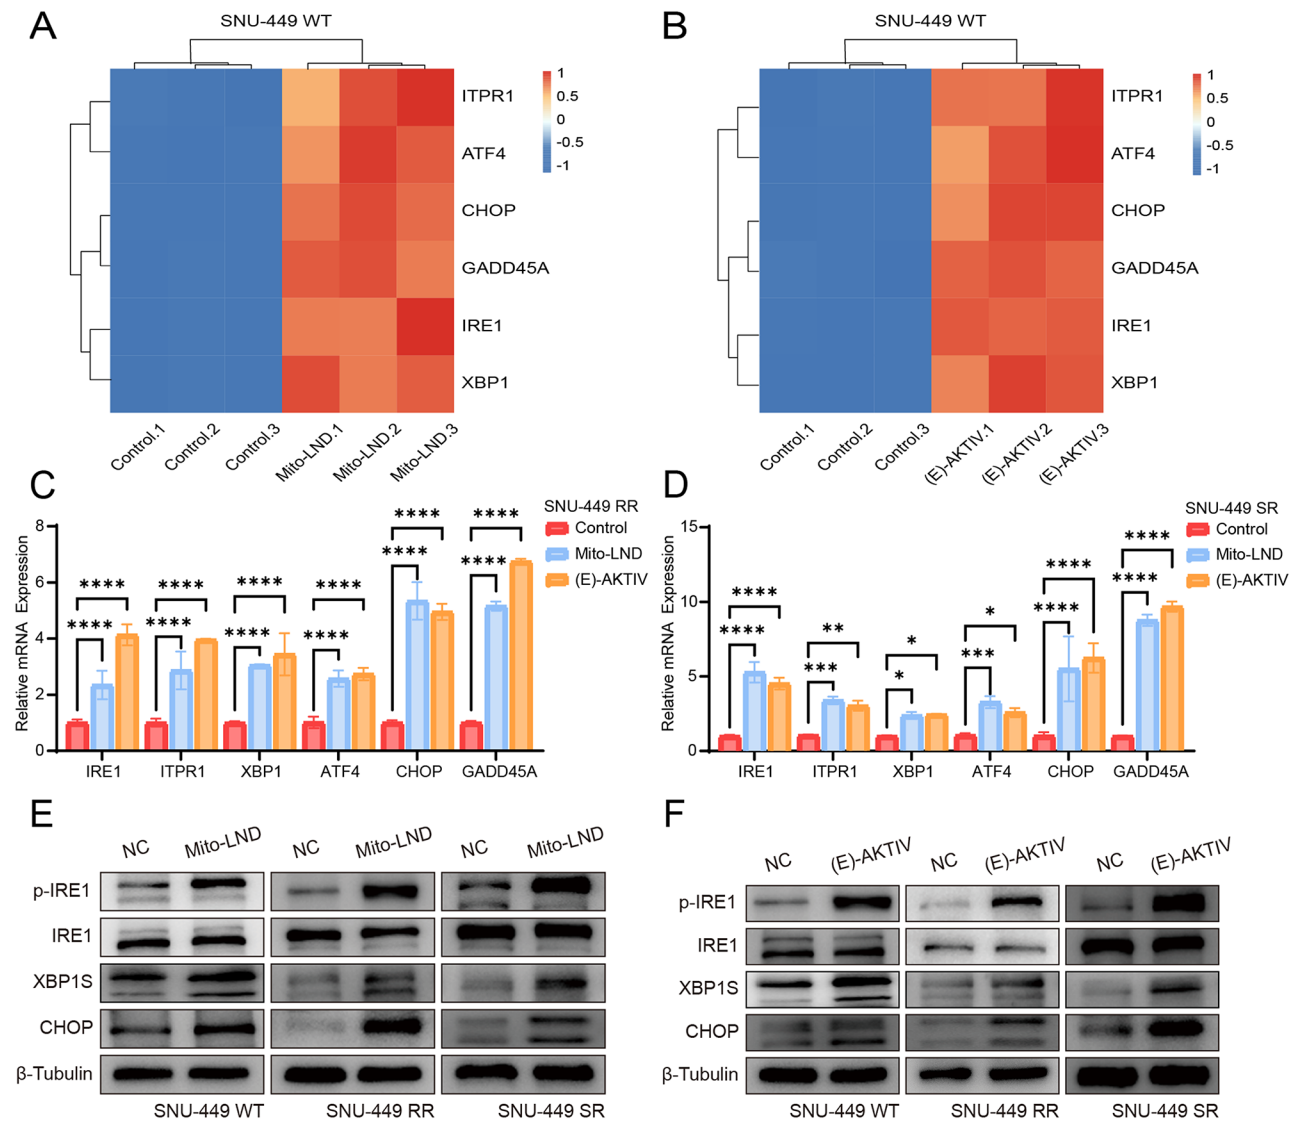 A
SNU-449 WT
ITPR1
ATF4
CHOP
GADD45A
IRE1
XBP1
1
0.5
0
-0.5
-1
Control.1
Control.2
Control.3
Mito-LND.1
Mito-LND.2
Mito-LND.3
B
SNU-449 WT
ITPR1
ATF4
CHOP
GADD45A
IRE1
XBP1
1
0.5
0
-0.5
-1
Control.1
Control.2
Control.3
(E)-AKTIV.1
(E)-AKTIV.2
(E)-AKTIV.3
C
SNU-449 RR
Control
Mito-LND
(E)-AKTIV
Relative mRNA Expression
8
6
4
2
0
**** ****
**** ****
**** ****
**** ****
**** ****
**** ****
IRE1 ITPR1 XBP1 ATF4 CHOP GADD45A
D
SNU-449 SR
Control
Mito-LND
(E)-AKTIV
Relative mRNA Expression
15
10
5
0
**** ****
** ***
* *
* ***
**** ****
**** ****
IRE1 ITPR1 XBP1 ATF4 CHOP GADD45A
E
NC Mito-LND NC Mito-LND NC Mito-LND
p-IRE1
IRE1
XBP1S
CHOP
β-Tubulin
SNU-449 WT SNU-449 RR SNU-449 SR
F
NC (E)-AKTIV NC (E)-AKTIV NC (E)-AKTIV
p-IRE1
IRE1
XBP1S
CHOP
β-Tubulin
SNU-449 WT SNU-449 RR SNU-449 SR